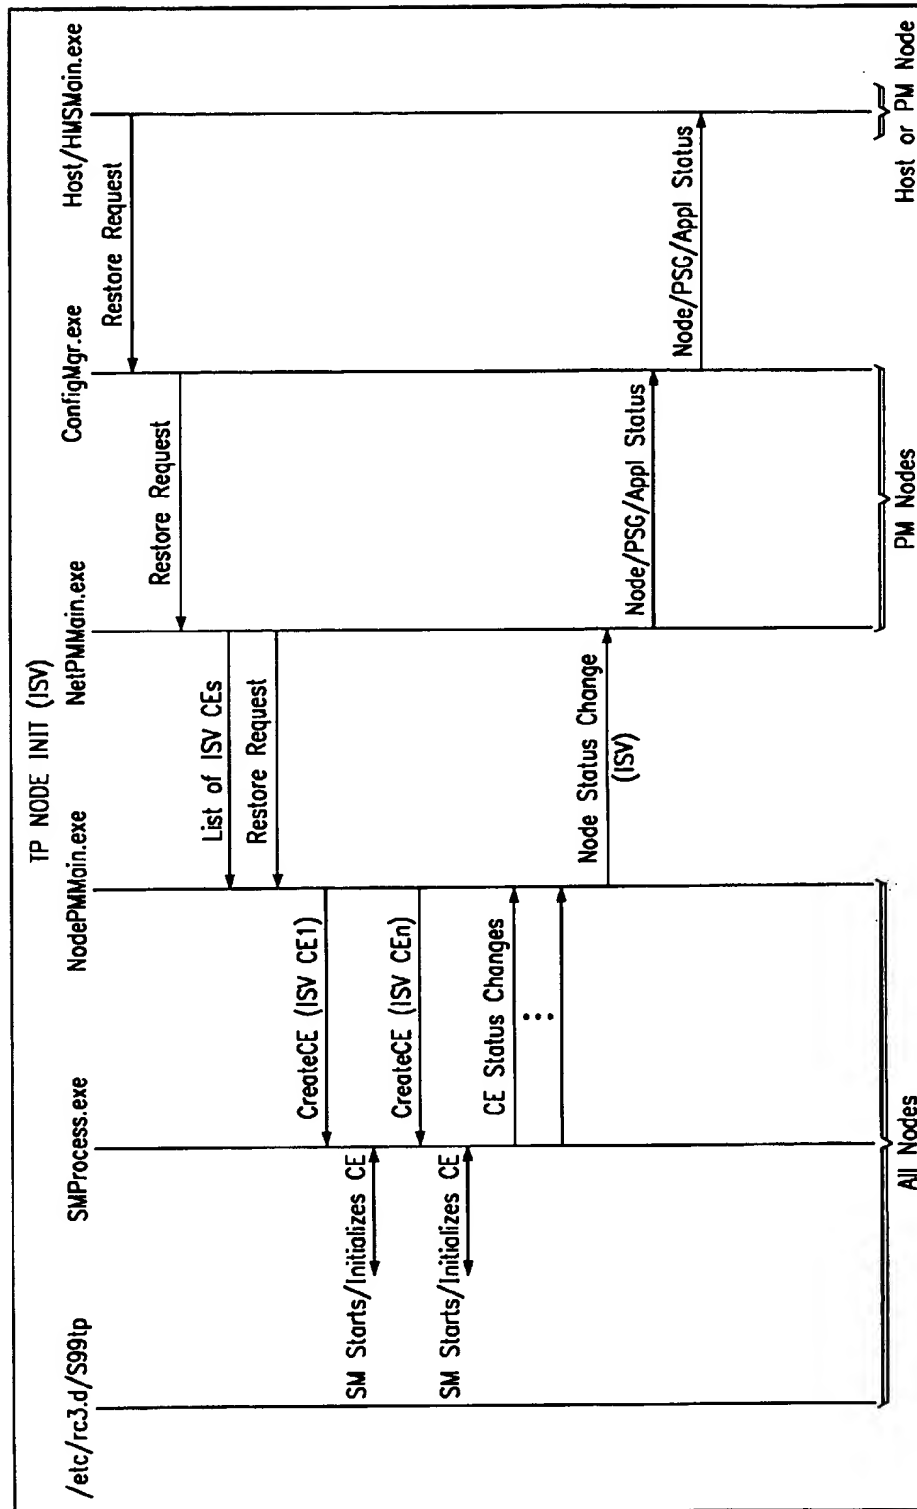 TP NODE INIT (ISV)
/etc/rc3.d/S99tp
SMProcess.exe
NodePMMain.exe
NetPMMain.exe
ConfigMgr.exe
Host/HMSMain.exe
Restore Request
Restore Request
List of ISV CEs
Restore Request
CreateCE (ISV CE1)
SM Starts/Initializes CE
CreateCE (ISV CEn)
SM Starts/Initializes CE
CE Status Changes
Node Status Change
(ISV)
Node/PSG/Appl Status
Node/PSG/Appl Status
All Nodes
PM Nodes
Host or PM Node